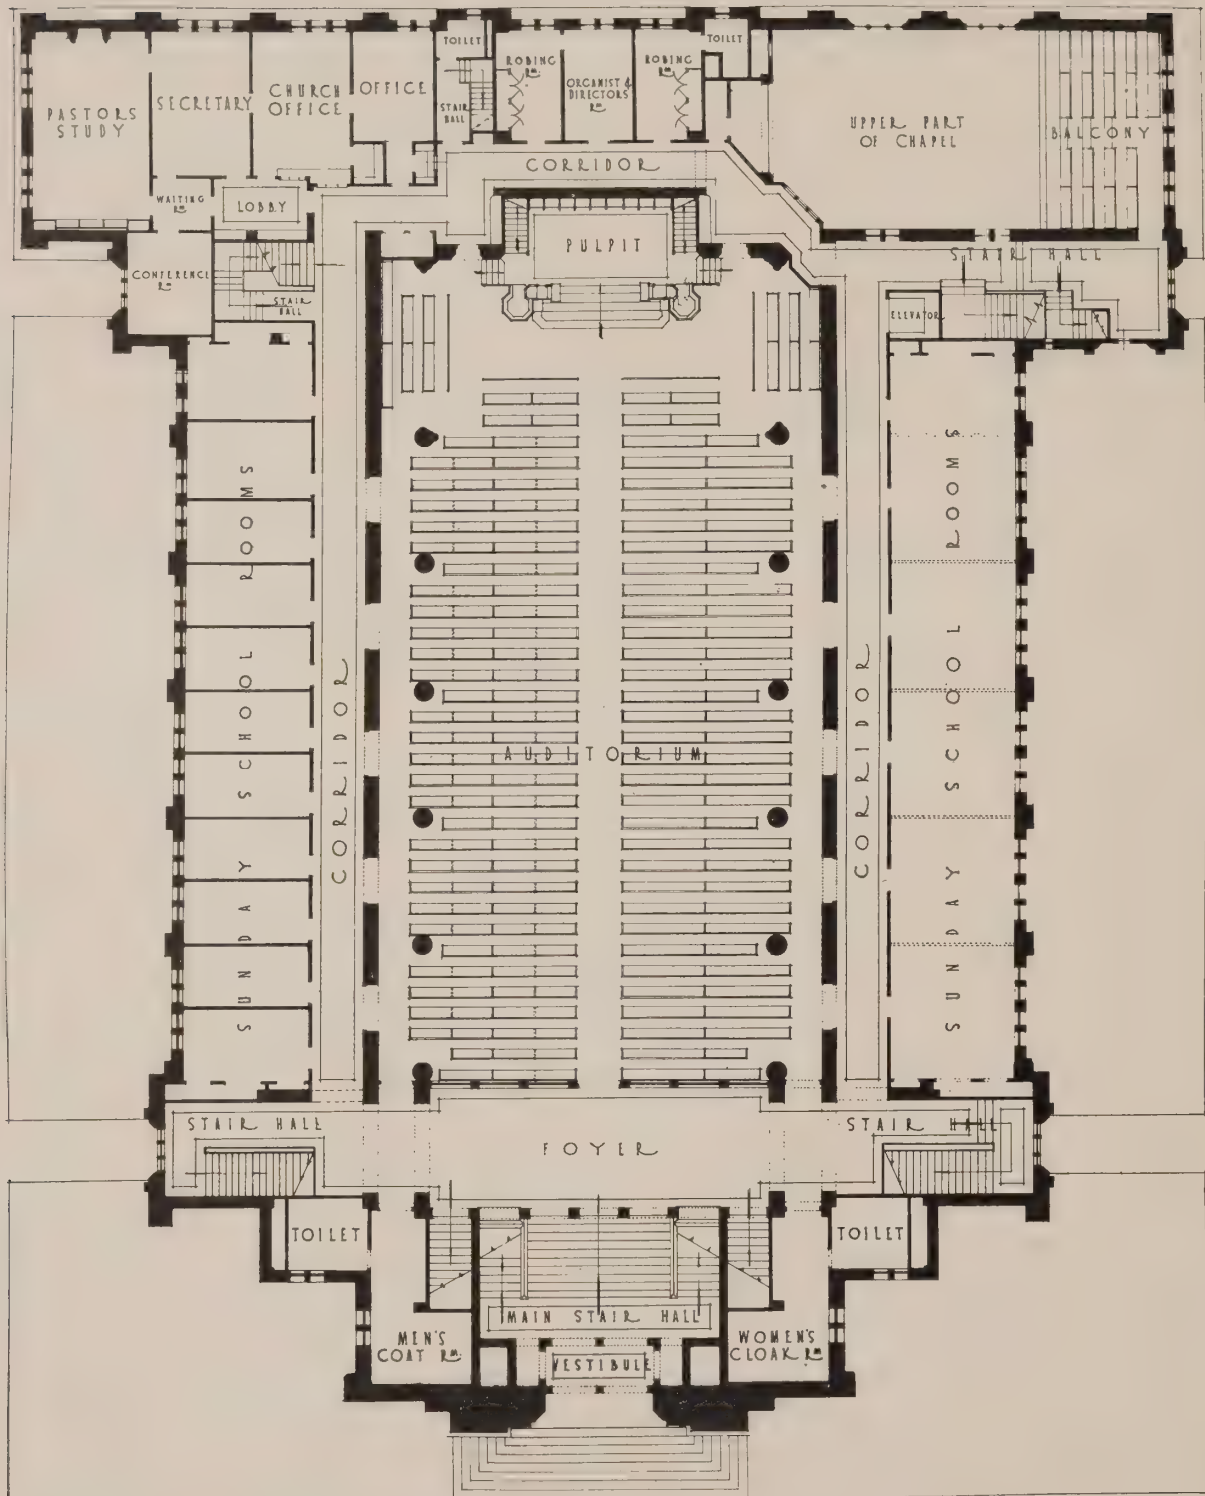 TOILET
TOILET
ROBING
RM
ORGANIST &
DIRECTORS
RM
ROBING
RM
PASTORS
STUDY
SECRETARY
CHURCH
OFFICE
OFFICE
STAIR
HALL
UPPER PART
OF CHAPEL
BALCONY
CORRIDOR
WAITING
RM
LOBBY
PULPIT
CONFERENCE
RM
STAIR
HALL
STAIR HALL
ELEVATOR
SUNDAY SCHOOL ROOMS
CORRIDOR
AUDITORIUM
CORRIDOR
SUNDAY SCHOOL ROOMS
STAIR HALL
FOYER
STAIR HALL
TOILET
TOILET
MAIN STAIR HALL
MEN'S
COAT RM
WOMEN'S
CLOAK RM
VESTIBULE